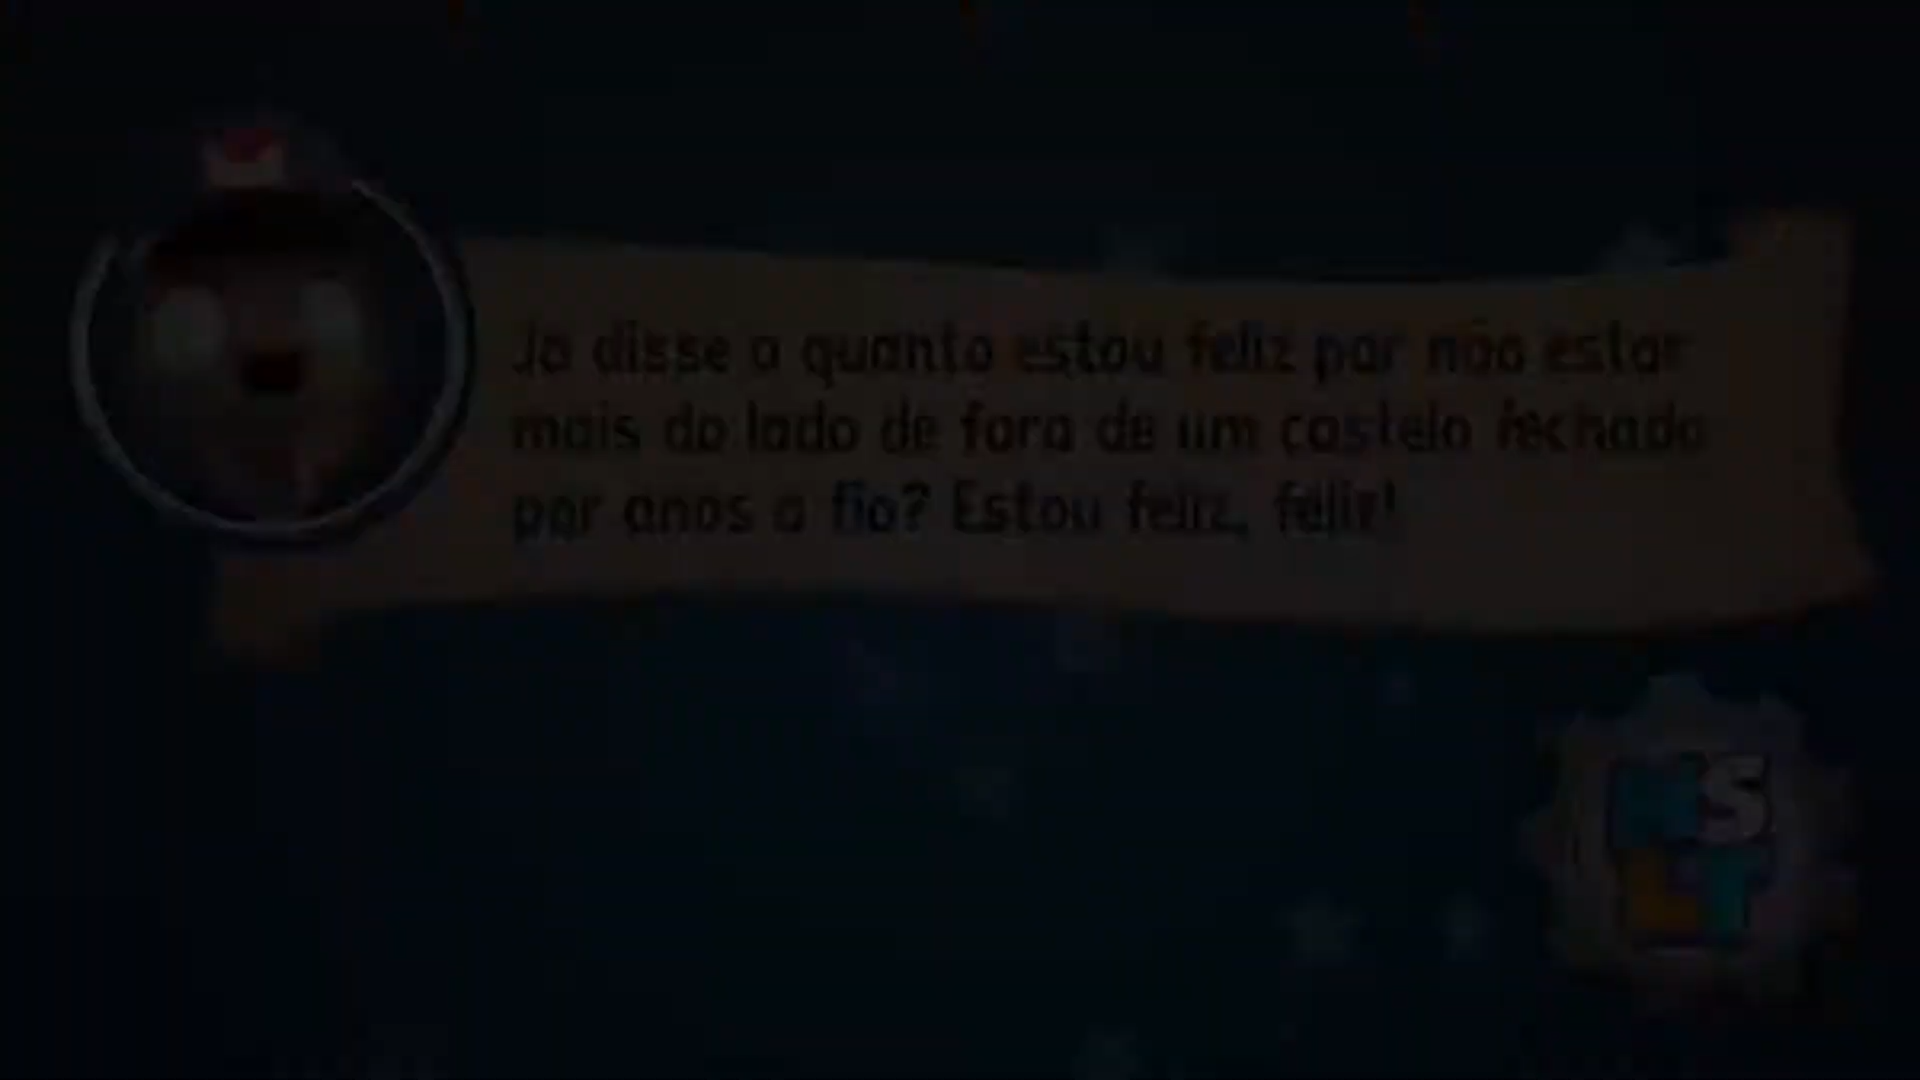 Já disse o quanto estou feliz por não estar
mais do lado de fora de um castelo fechado
por anos a fio? Estou feliz, feliz!